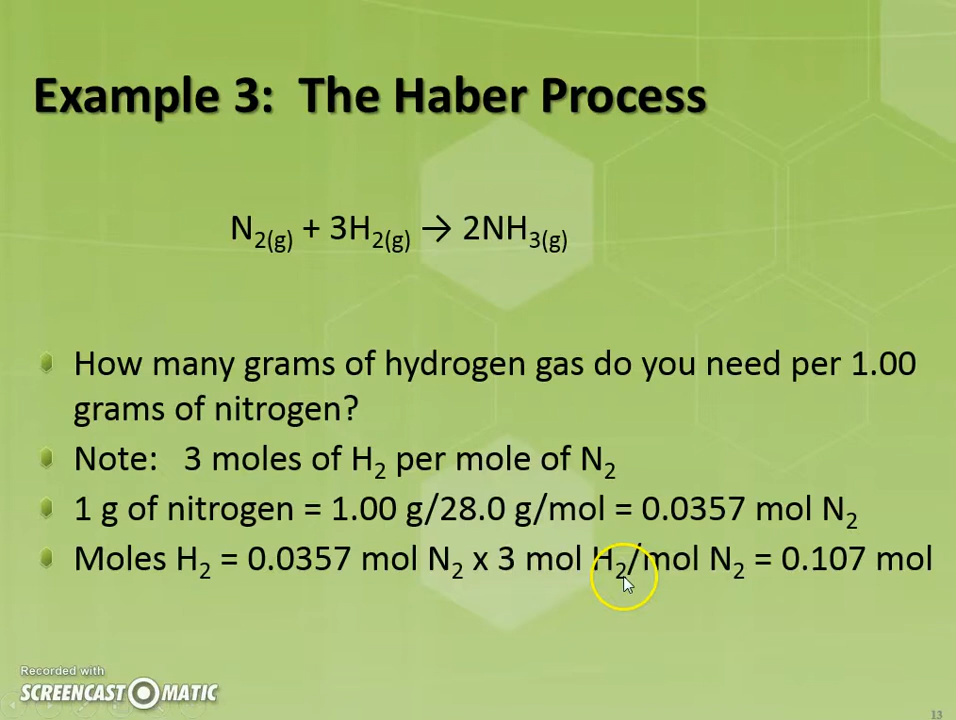 Example 3: The Haber Process
N₂(g) + 3H₂(g) → 2NH₃(g)
How many grams of hydrogen gas do you need per 1.00
grams of nitrogen?
Note: 3 moles of H₂ per mole of N₂
1 g of nitrogen = 1.00 g/28.0 g/mol = 0.0357 mol N₂
Moles H₂ = 0.0357 mol N₂ x 3 mol H₂/mol N₂ = 0.107 mol
Recorded with
SCREENCAST-O-MATIC
13